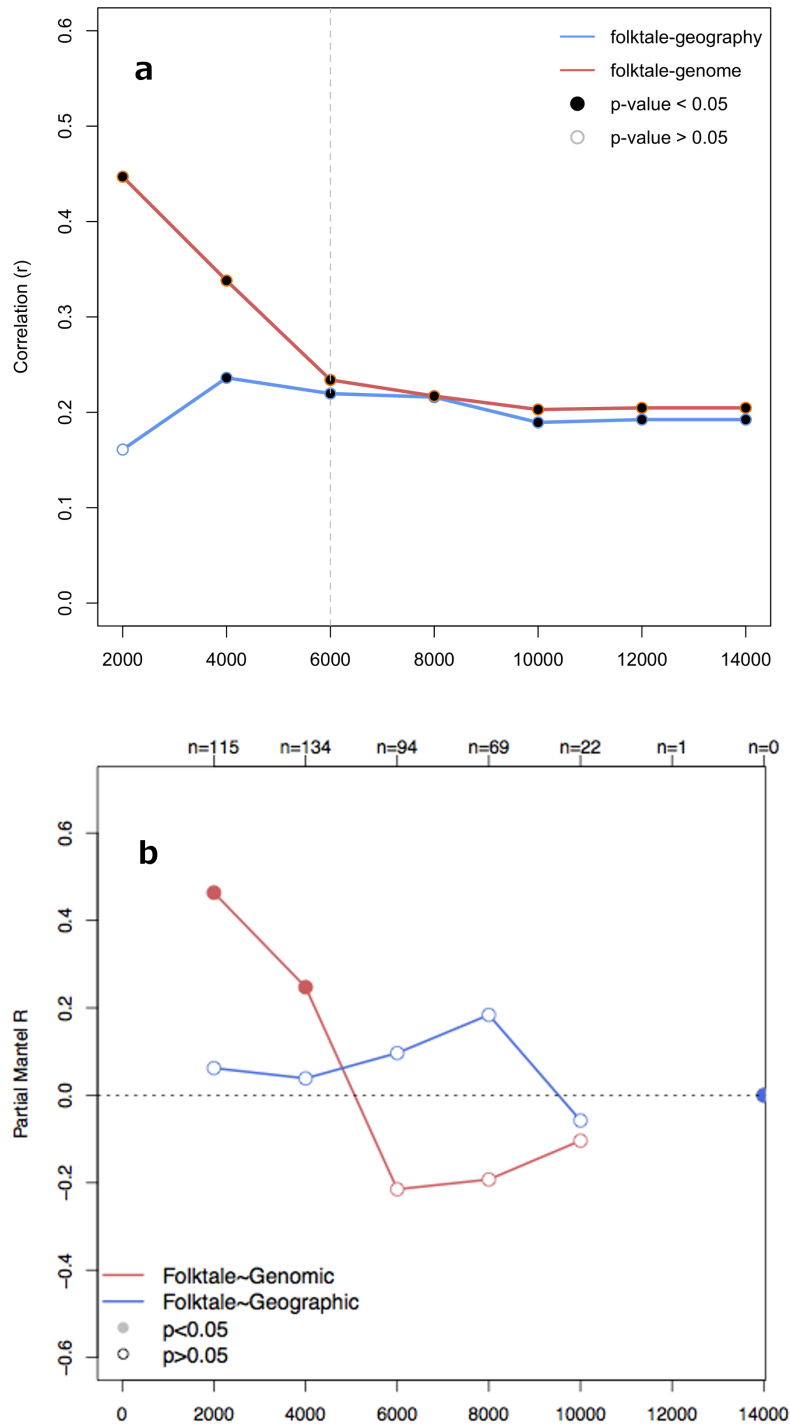 a
folktale-geography
folktale-genome
p-value < 0.05
p-value > 0.05
0.6
0.5
0.4
0.3
0.2
0.1
0.0
Correlation (r)
2000 4000 6000 8000 10000 12000 14000
n=115 n=134 n=94 n=69 n=22 n=1 n=0
b
0.6
0.4
0.2
0.0
−0.2
−0.4
−0.6
Partial Mantel R
Folktale~Genomic
Folktale~Geographic
p<0.05
p>0.05
0 2000 4000 6000 8000 10000 12000 14000